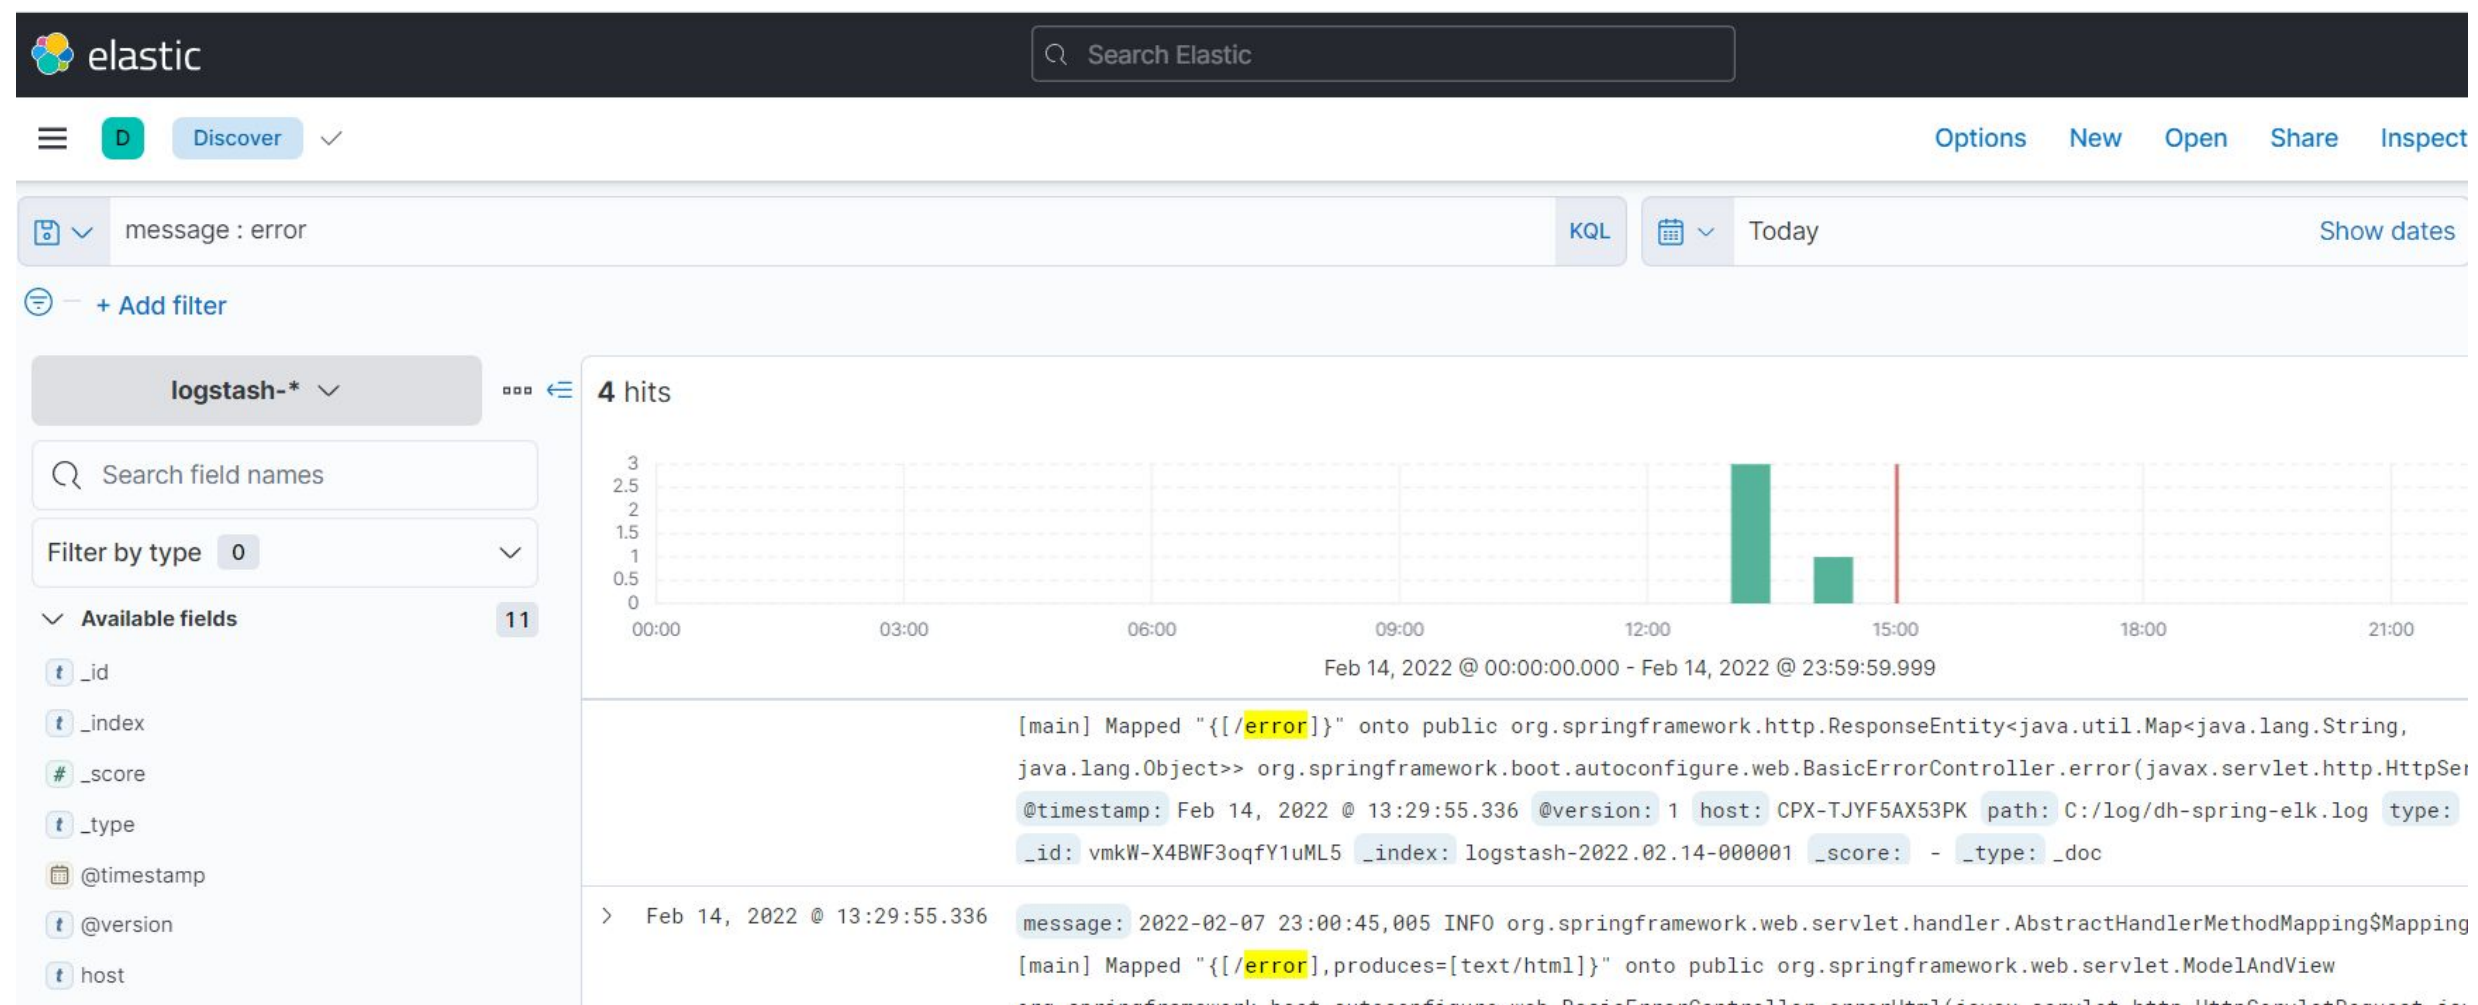 elastic
Search Elastic
D Discover Options New Open Share Inspect
message : error KQL Today Show dates
+ Add filter
logstash-*
4 hits
Search field names
Filter by type 0
Available fields 11
_id
_index
_score
_type
@timestamp
@version
host
3
2.5
2
1.5
1
0.5
0
00:00 03:00 06:00 09:00 12:00 15:00 18:00 21:00
Feb 14, 2022 @ 00:00:00.000 - Feb 14, 2022 @ 23:59:59.999
[main] Mapped "{[/error]}" onto public org.springframework.http.ResponseEntity<java.util.Map<java.lang.String,
java.lang.Object>> org.springframework.boot.autoconfigure.web.BasicErrorController.error(javax.servlet.http.HttpSer
@timestamp: Feb 14, 2022 @ 13:29:55.336 @version: 1 host: CPX-TJYF5AX53PK path: C:/log/dh-spring-elk.log type:
_id: vmkW-X4BWF3oqfY1uML5 _index: logstash-2022.02.14-000001 _score: - _type: _doc
Feb 14, 2022 @ 13:29:55.336 message: 2022-02-07 23:00:45,005 INFO org.springframework.web.servlet.handler.AbstractHandlerMethodMapping$Mapping
[main] Mapped "{[/error],produces=[text/html]}" onto public org.springframework.web.servlet.ModelAndView